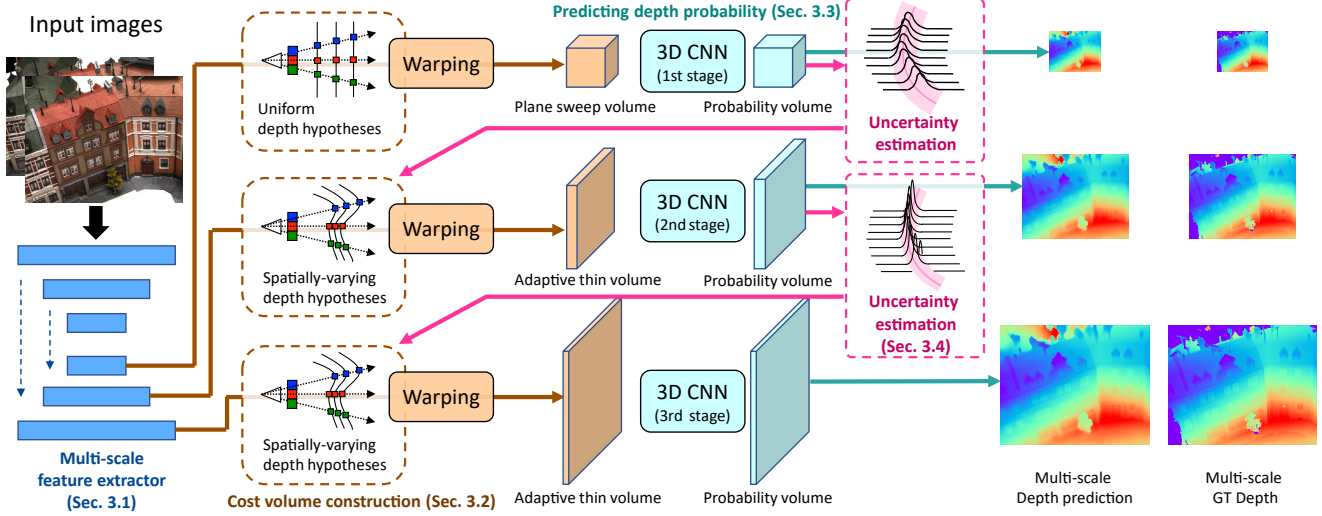 Input images
Predicting depth probability (Sec. 3.3)
Uniform
depth hypotheses
Warping
Plane sweep volume
3D CNN
(1st stage)
Probability volume
Uncertainty
estimation
Spatially-varying
depth hypotheses
Warping
Adaptive thin volume
3D CNN
(2nd stage)
Probability volume
Uncertainty
estimation
(Sec. 3.4)
Spatially-varying
depth hypotheses
Warping
Adaptive thin volume
3D CNN
(3rd stage)
Probability volume
Multi-scale
feature extractor
(Sec. 3.1)
Cost volume construction (Sec. 3.2)
Multi-scale
Depth prediction
Multi-scale
GT Depth